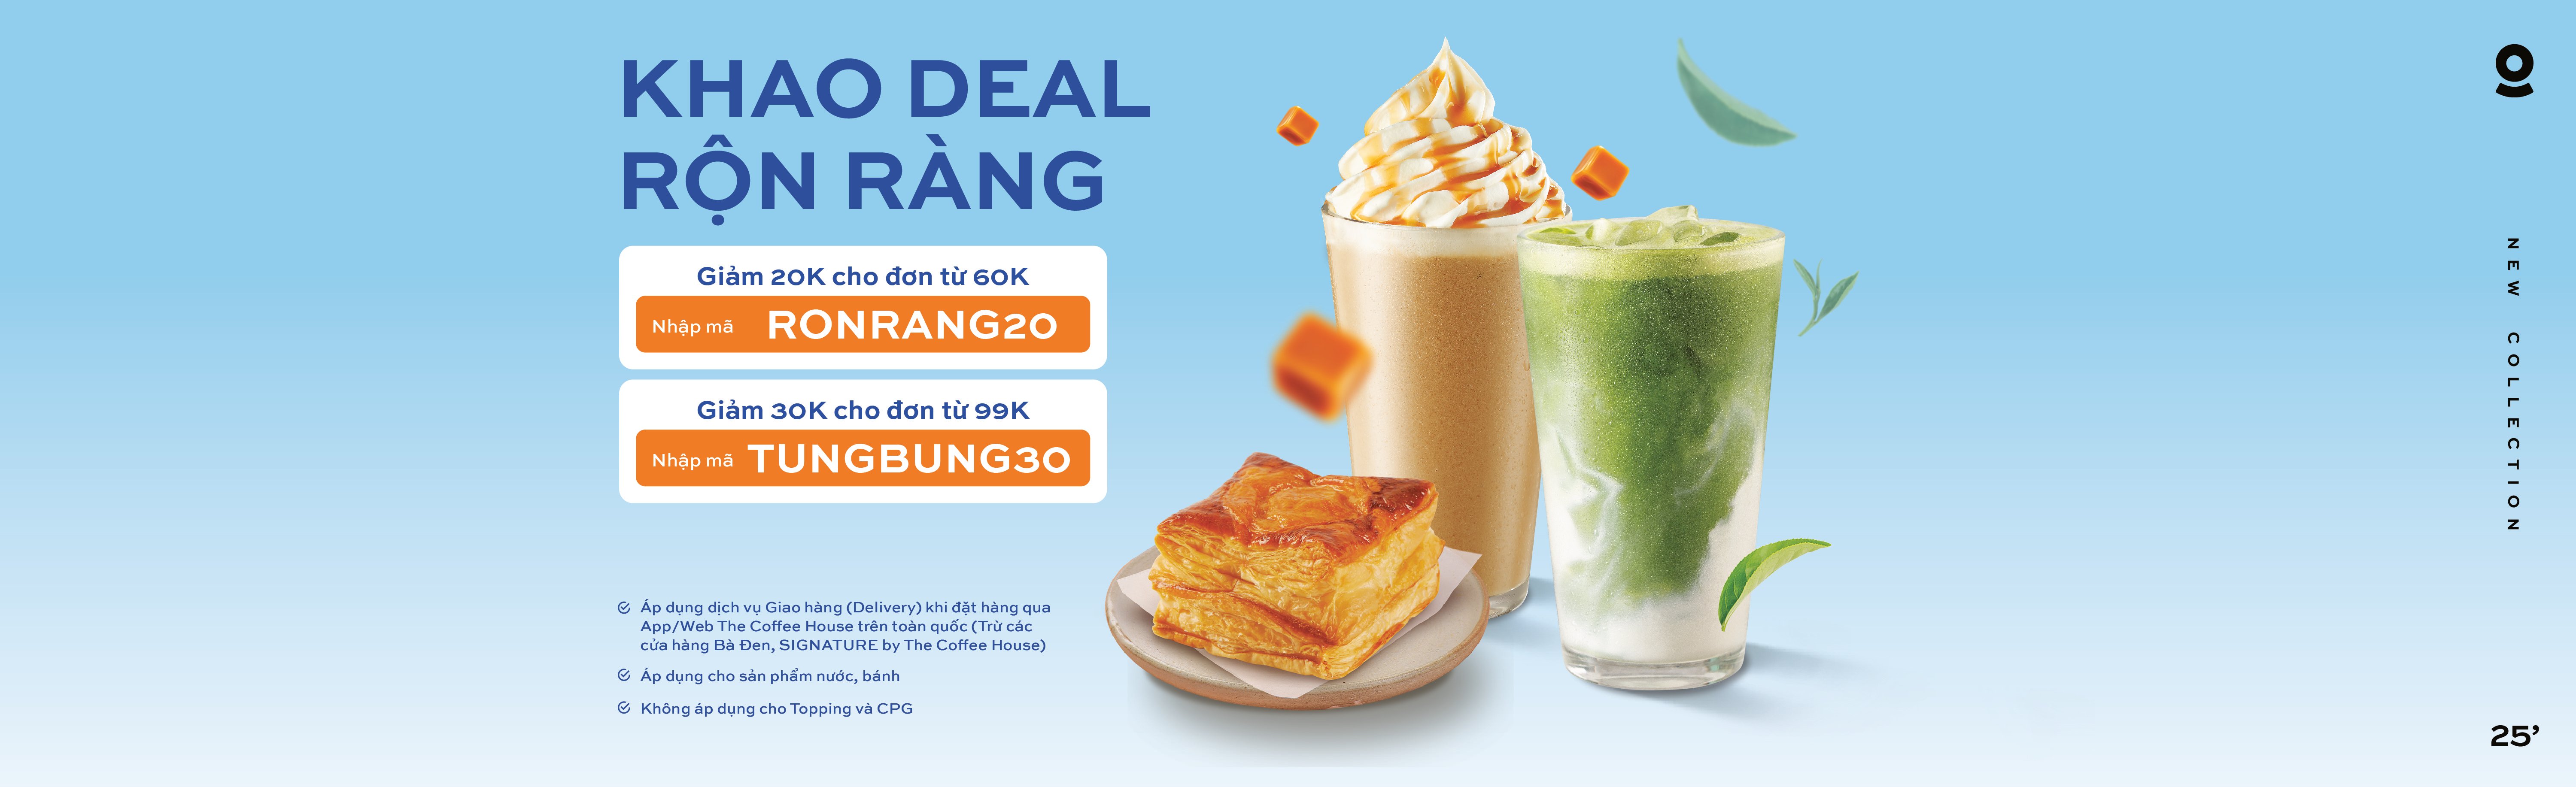 KHAO DEAL
RỘN RÀNG
Giảm 20K cho đơn từ 60K
Nhập mã RONRANG20
Giảm 30K cho đơn từ 99K
Nhập mã TUNGBUNG30
Áp dụng dịch vụ Giao hàng (Delivery) khi đặt hàng qua
App/Web The Coffee House trên toàn quốc (Trừ các
cửa hàng Bà Đen, SIGNATURE by The Coffee House)
Áp dụng cho sản phẩm nước, bánh
Không áp dụng cho Topping và CPG
NEW COLLECTION
25’